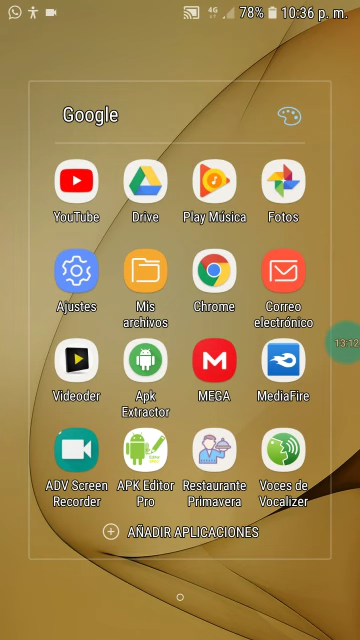 4G 78% 10:36 p. m.
Google
YouTube Drive Play Música Fotos
Ajustes Mis archivos Chrome Correo electrónico
13:12
Videoder Apk Extractor MEGA MediaFire
ADV Screen Recorder APK Editor Pro Restaurante Primavera Voces de Vocalizer
AÑADIR APLICACIONES